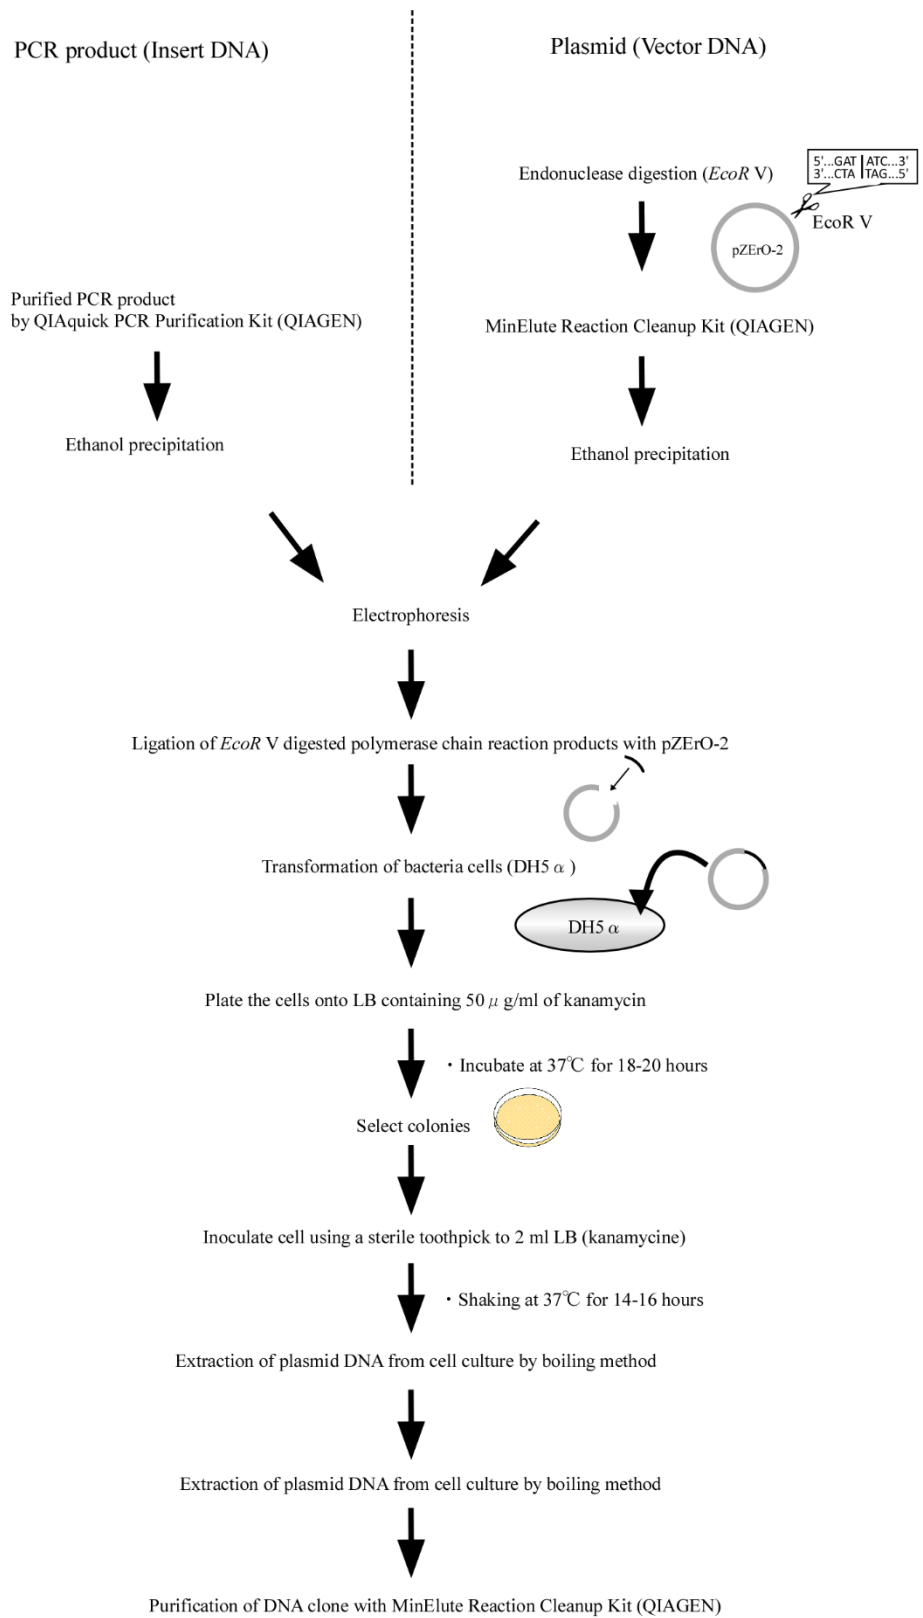 PCR product (Insert DNA)
Plasmid (Vector DNA)
Endonuclease digestion (EcoR V)
5'...GAT ATC...3'
3'...CTA TAG...5'
EcoR V
pZErO-2
Purified PCR product
by QIAquick PCR Purification Kit (QIAGEN)
MinElute Reaction Cleanup Kit (QIAGEN)
Ethanol precipitation
Ethanol precipitation
Electrophoresis
Ligation of EcoR V digested polymerase chain reaction products with pZErO-2
Transformation of bacteria cells (DH5 α )
DH5 α
Plate the cells onto LB containing 50 μ g/ml of kanamycin
・Incubate at 37℃ for 18-20 hours
Select colonies
Inoculate cell using a sterile toothpick to 2 ml LB (kanamycine)
・Shaking at 37℃ for 14-16 hours
Extraction of plasmid DNA from cell culture by boiling method
Extraction of plasmid DNA from cell culture by boiling method
Purification of DNA clone with MinElute Reaction Cleanup Kit (QIAGEN)